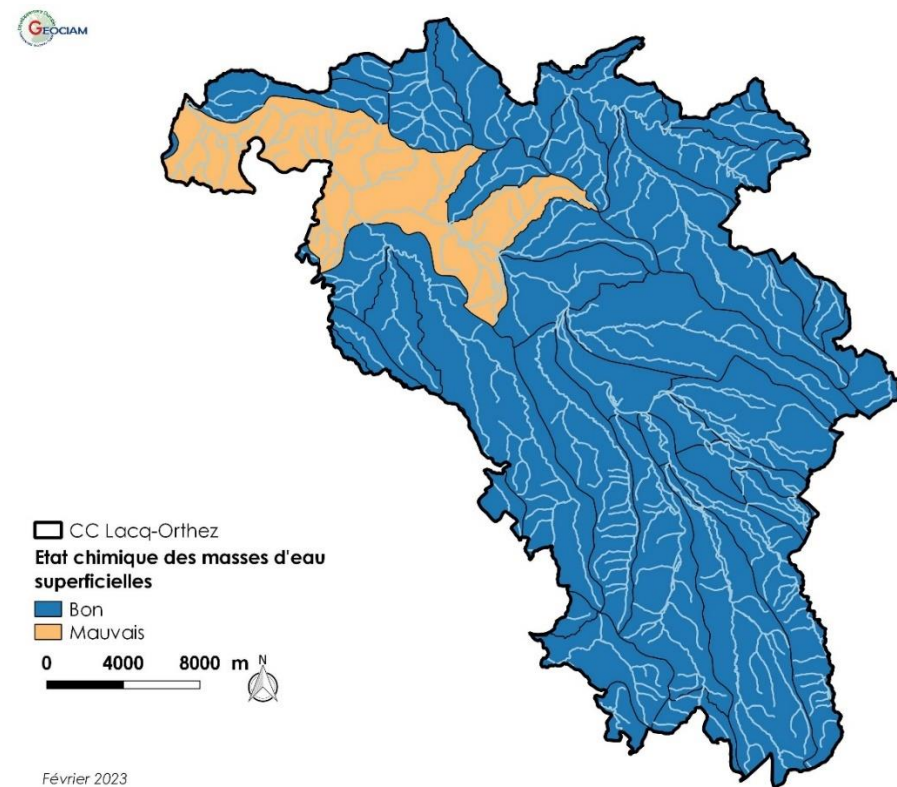 GEOCIAM
CC Lacq-Orthez
Etat chimique des masses d'eau
superficielles
Bon
Mauvais
0 4000 8000 m N
Février 2023